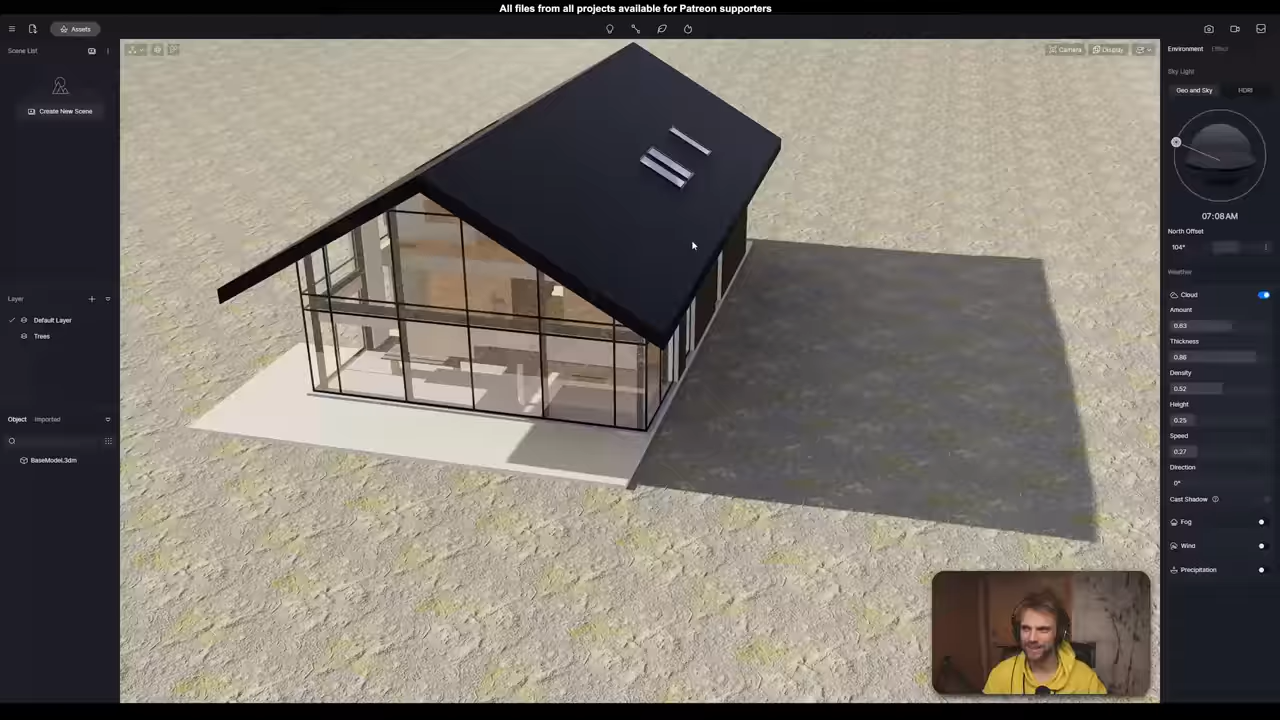 All files from all projects available for Patreon supporters
Assets
Scene List
Create New Scene
Layer
Default Layer
Trees
Object Imported
BaseModel.3dm
Camera Display
Environment Effect
Sky Light
Geo and Sky HDRI
07:08AM
North Offset
104°
Weather
Cloud
Amount
0.63
Thickness
0.86
Density
0.52
Height
0.25
Speed
0.27
Direction
0°
Cast Shadow
Fog
Wind
Precipitation